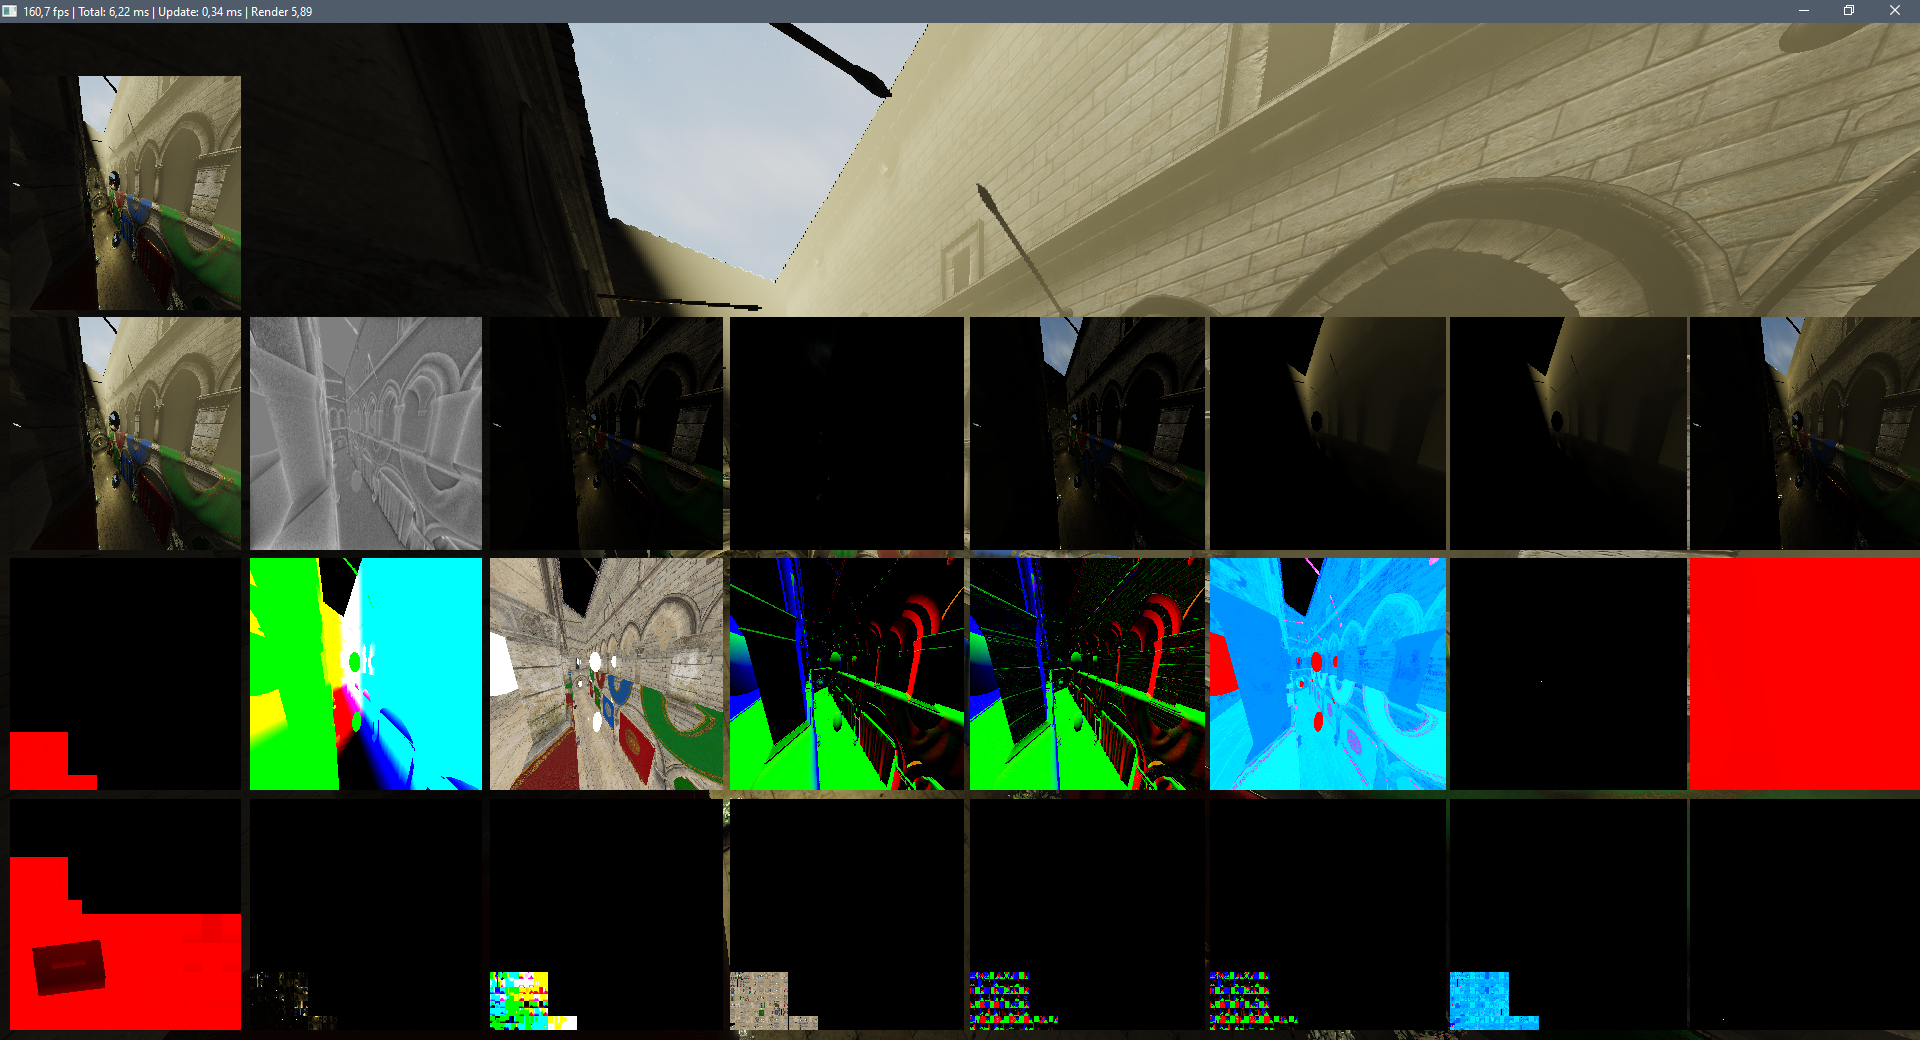 160,7 fps | Total: 6,22 ms | Update: 0,34 ms | Render 5,89